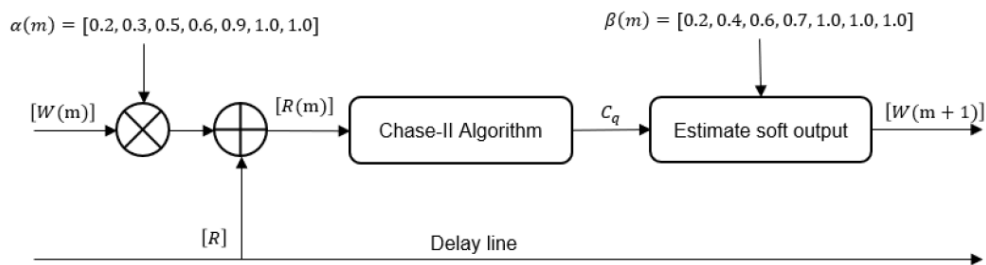 α(m) = [0.2, 0.3, 0.5, 0.6, 0.9, 1.0, 1.0]
β(m) = [0.2, 0.4, 0.6, 0.7, 1.0, 1.0, 1.0]
[W(m)]
[R(m)]
Chase-II Algorithm
C_q
Estimate soft output
[W(m + 1)]
[R]
Delay line